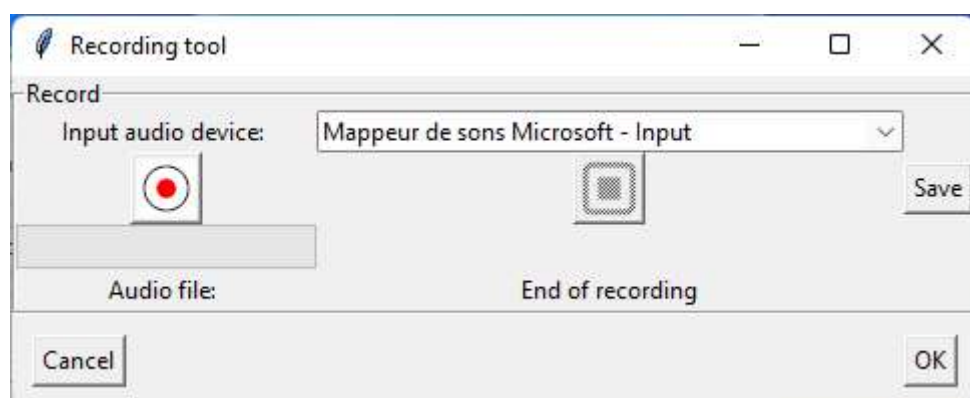 Recording tool
Record
Input audio device: Mappeur de sons Microsoft - Input
Save
Audio file: End of recording
Cancel OK